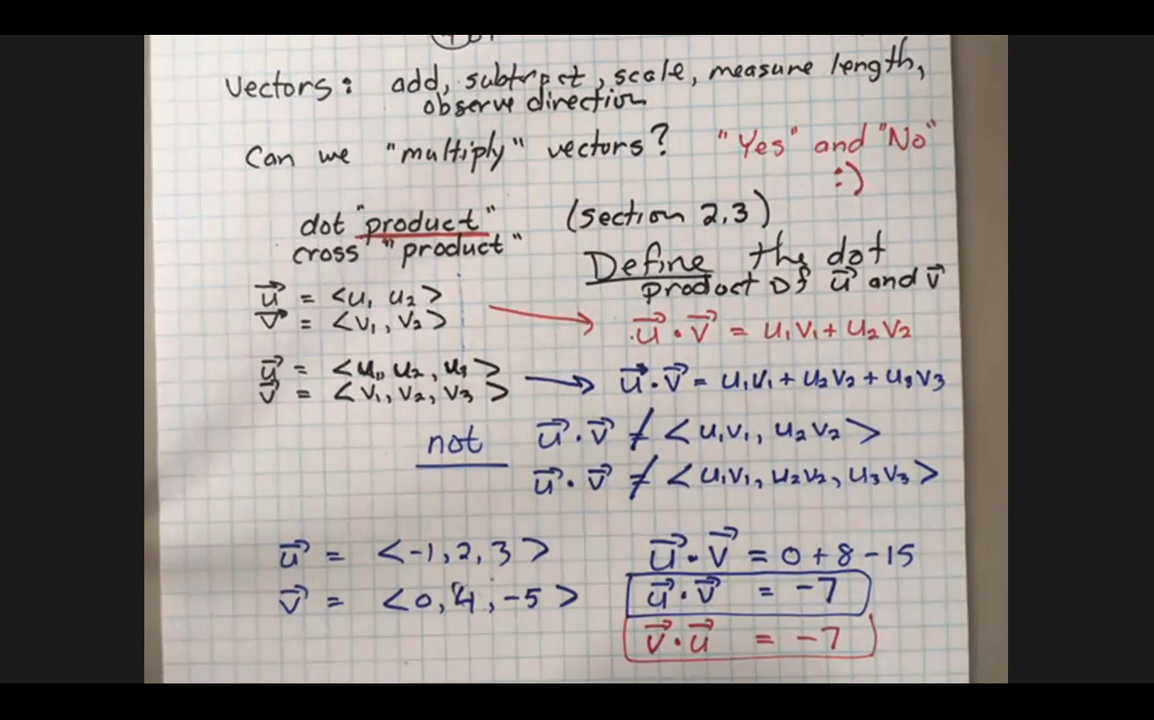 Vectors: add, subtract, scale, measure length,
observe direction
Can we "multiply" vectors? "Yes" and "No"
:)
dot "product" (section 2.3)
cross "product"
Define the dot
product of u⃗ and v⃗
u⃗ = <u, u₂>
v⃗ = <v₁, v₂>
u⃗ · v⃗ = u₁v₁ + u₂v₂
u⃗ = <u₁, u₂, u₃>
v⃗ = <v₁, v₂, v₃>
u⃗ · v⃗ = u₁v₁ + u₂v₂ + u₃v₃
not u⃗ · v⃗ ≠ <u₁v₁, u₂v₂>
u⃗ · v⃗ ≠ <u₁v₁, u₂v₂, u₃v₃>
u⃗ = <-1, 2, 3> u⃗ · v⃗ = 0 + 8 - 15
v⃗ = <0, 4, -5> u⃗ · v⃗ = -7
v⃗ · u⃗ = -7